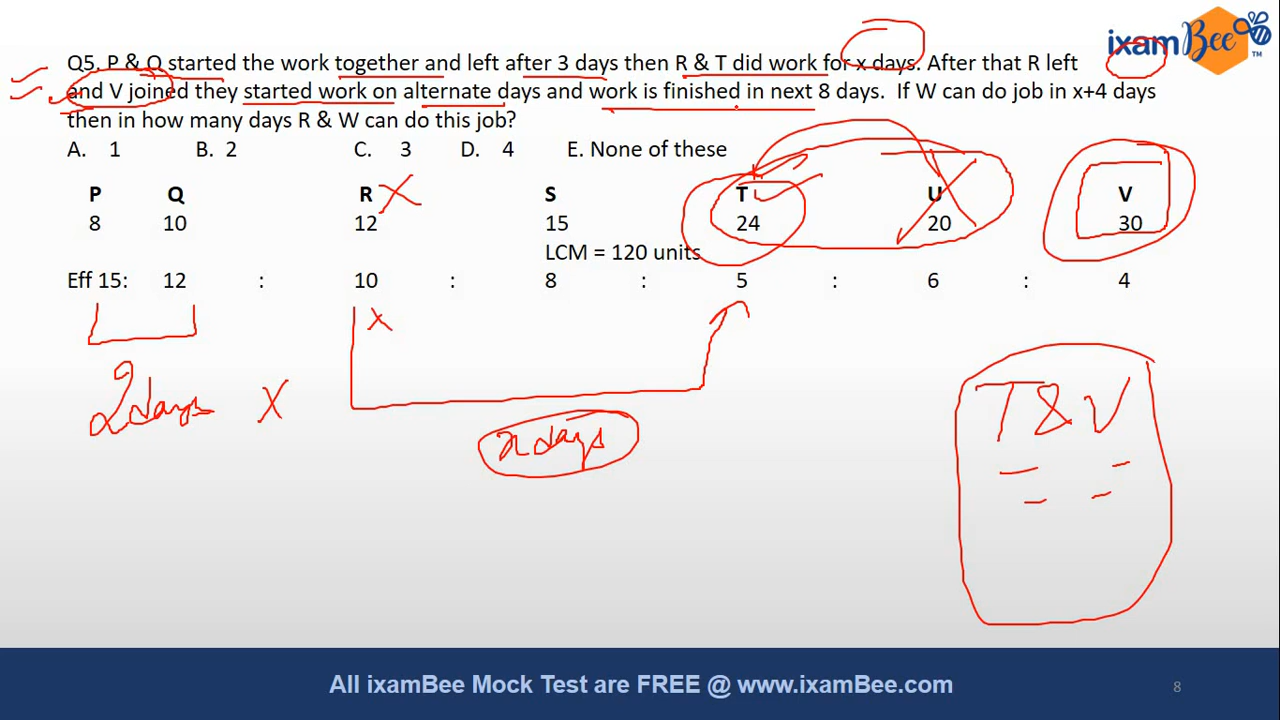 ixamBee
TM
Q5. P & Q started the work together and left after 3 days then R & T did work for x days. After that R left
and V joined they started work on alternate days and work is finished in next 8 days. If W can do job in x+4 days
then in how many days R & W can do this job?
A. 1 B. 2 C. 3 D. 4 E. None of these
P Q R X S T U V
8 10 12 15 24 20 30
LCM = 120 units
Eff 15: 12 : 10 : 8 : 5 : 6 : 4
x
2days X
x days
T & V
All ixamBee Mock Test are FREE @ www.ixamBee.com 8